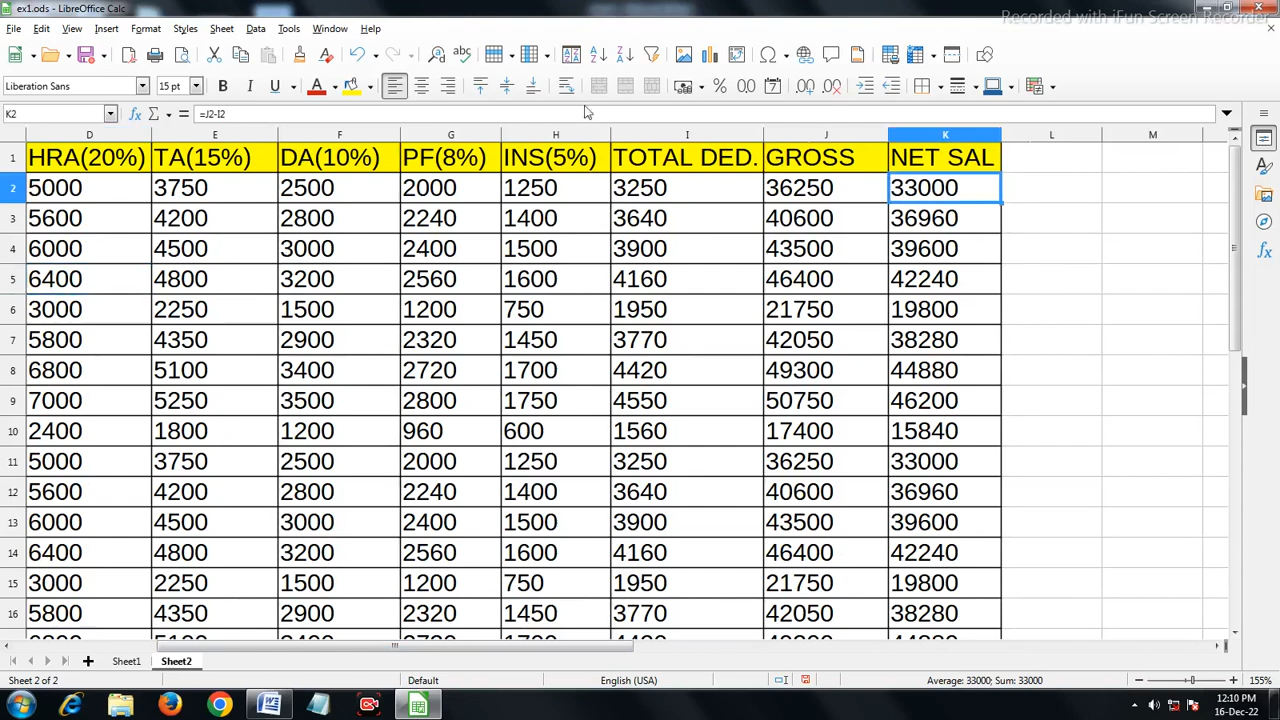 ex1.ods - LibreOffice Calc
Recorded with iFun Screen Recorder
File Edit View Insert Format Styles Sheet Data Tools Window Help
Liberation Sans 15 pt
K2 =J2-I2
D E F G H I J K L M
1 HRA(20%) TA(15%) DA(10%) PF(8%) INS(5%) TOTAL DED. GROSS NET SAL
2 5000 3750 2500 2000 1250 3250 36250 33000
3 5600 4200 2800 2240 1400 3640 40600 36960
4 6000 4500 3000 2400 1500 3900 43500 39600
5 6400 4800 3200 2560 1600 4160 46400 42240
6 3000 2250 1500 1200 750 1950 21750 19800
7 5800 4350 2900 2320 1450 3770 42050 38280
8 6800 5100 3400 2720 1700 4420 49300 44880
9 7000 5250 3500 2800 1750 4550 50750 46200
10 2400 1800 1200 960 600 1560 17400 15840
11 5000 3750 2500 2000 1250 3250 36250 33000
12 5600 4200 2800 2240 1400 3640 40600 36960
13 6000 4500 3000 2400 1500 3900 43500 39600
14 6400 4800 3200 2560 1600 4160 46400 42240
15 3000 2250 1500 1200 750 1950 21750 19800
16 5800 4350 2900 2320 1450 3770 42050 38280
Sheet1 Sheet2
Sheet 2 of 2 Default English (USA) Average: 33000; Sum: 33000 155%
12:10 PM
16-Dec-22